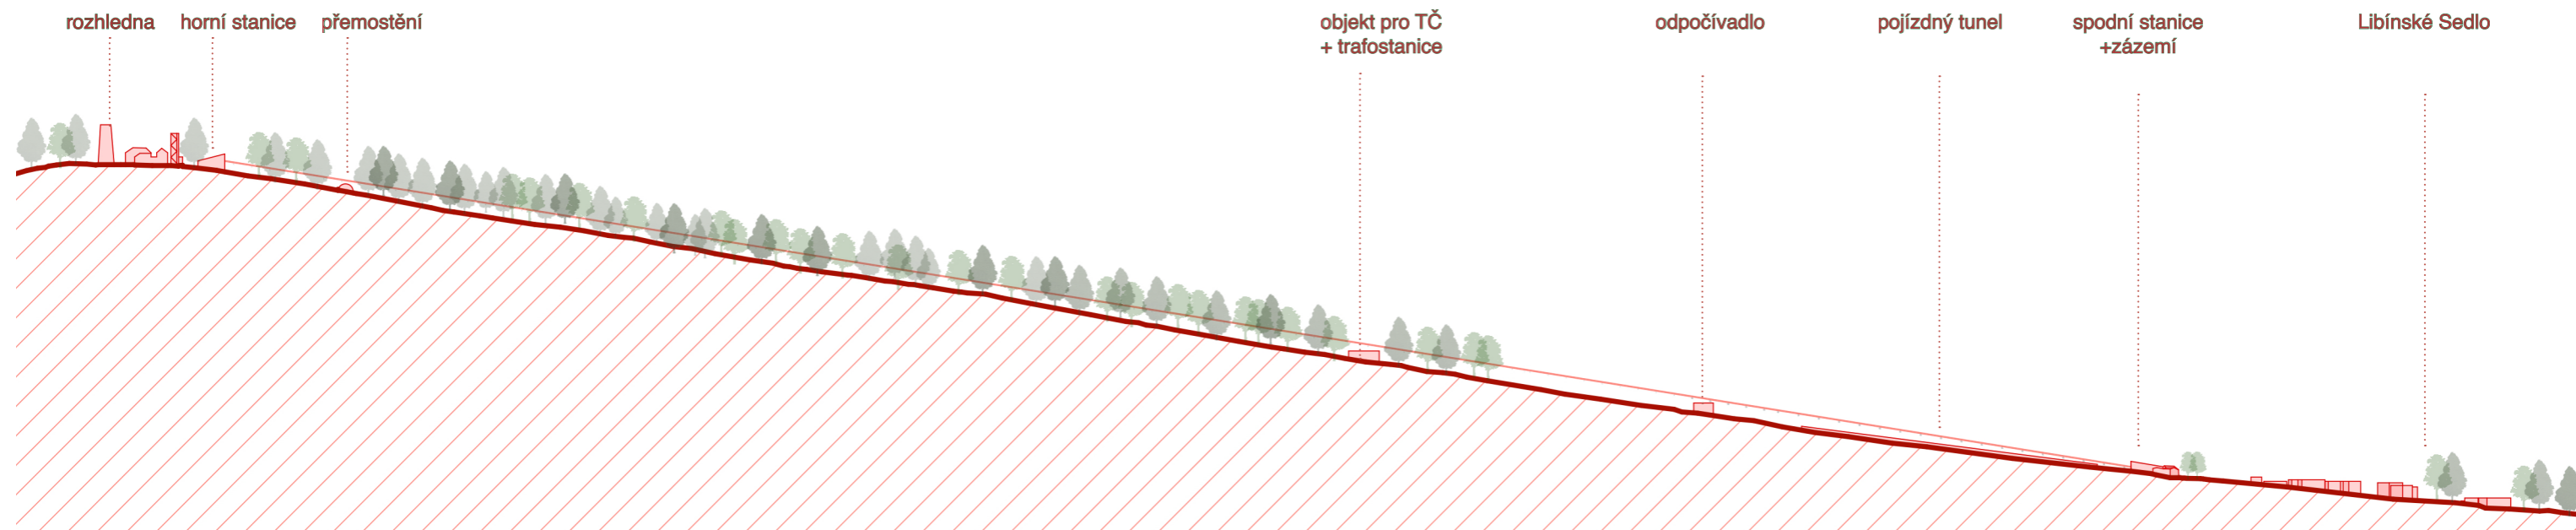 rozhledna
horní stanice
přemostění
objekt pro TČ
+ trafostanice
odpočívadlo
pojízdný tunel
spodní stanice
+zázemí
Libínské Sedlo